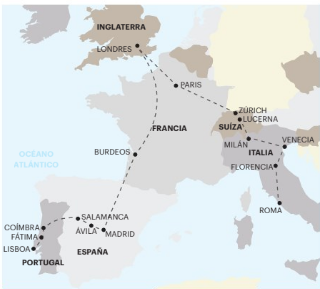 INGLATERRA
LONDRES
PARIS
ZÚRICH
LUCERNA
FRANCIA
SUÍZA
MILÁN
VENECIA
ITALIA
BURDEOS
FLORENCIA
OCÉANO
ATLÁNTICO
ROMA
SALAMANCA
COÍMBRA
ÁVILA
MADRID
FÁTIMA
LISBOA
ESPAÑA
PORTUGAL